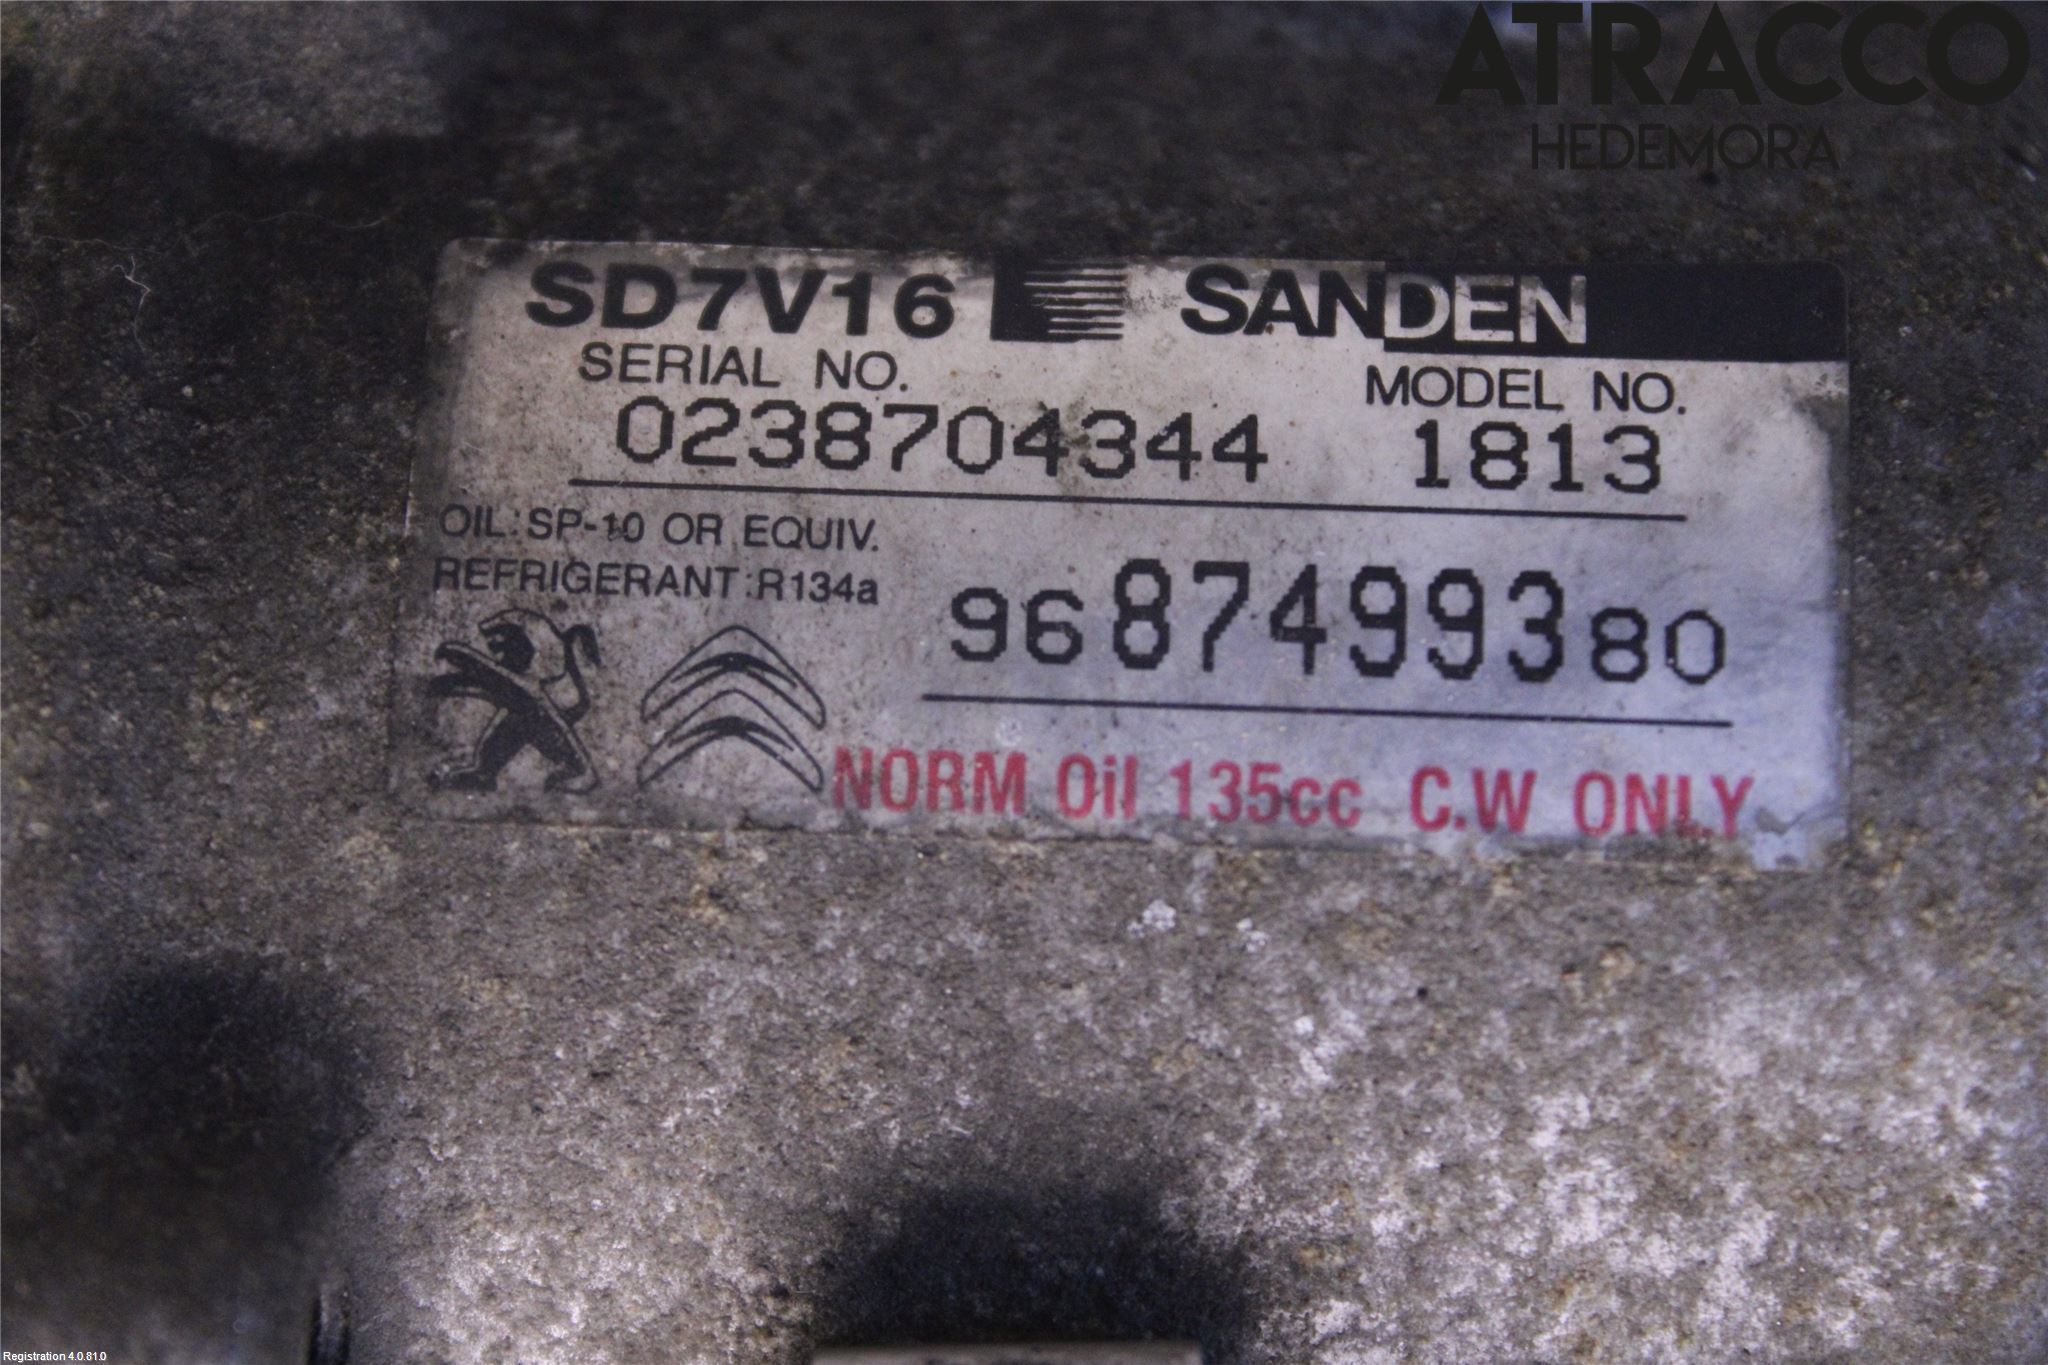 ATRACCO
HEDEMORA
SD7V16 SANDEN
SERIAL NO. MODEL NO.
0238704344 1813
OIL:SP-10 OR EQUIV.
REFRIGERANT:R134a
9687499380
NORM Oil 135cc C.W ONLY
Registration 4.0.81.0